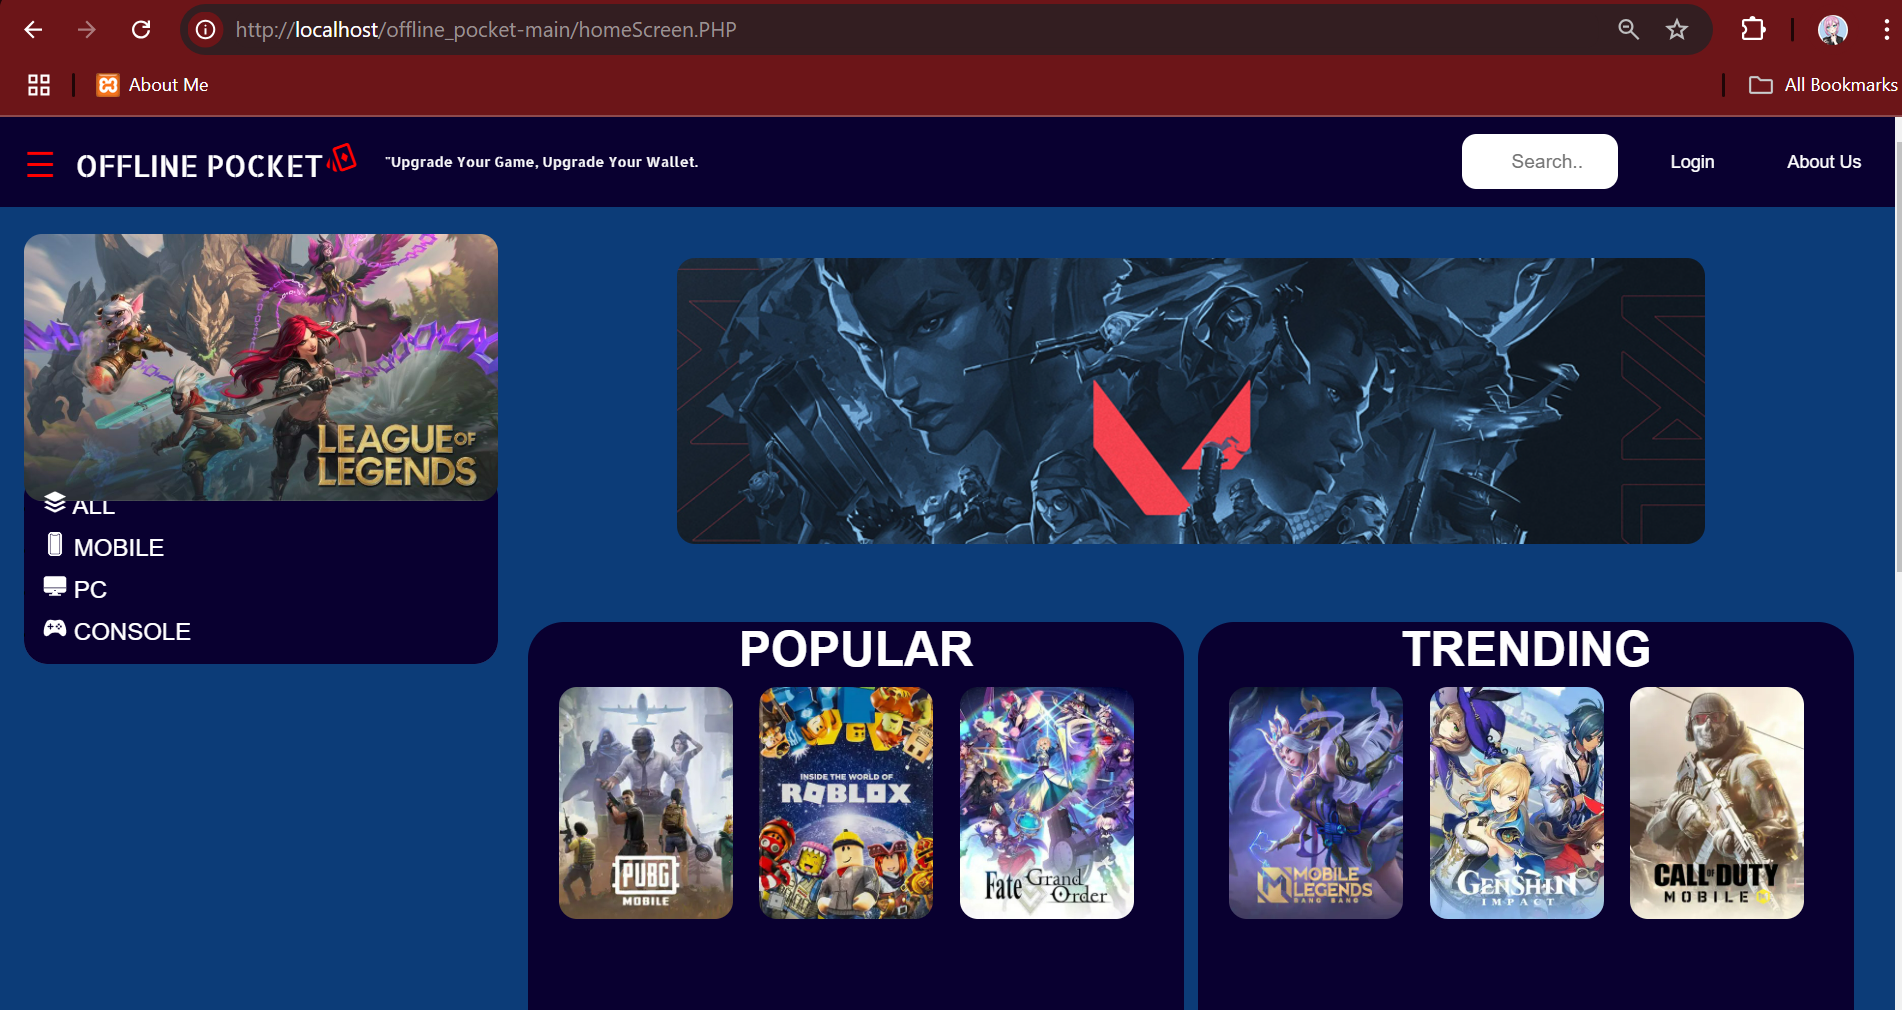 http://localhost/offline_pocket-main/homeScreen.PHP
About Me
All Bookmarks
OFFLINE POCKET
"Upgrade Your Game, Upgrade Your Wallet.
Search..
Login
About Us
LEAGUE OF
LEGENDS
ALL
MOBILE
PC
CONSOLE
POPULAR
PUBG
MOBILE
INSIDE THE WORLD OF
ROBLOX
Fate Grand
Order
TRENDING
MOBILE
LEGENDS
BANG BANG
GENSHIN
IMPACT
CALL OF DUTY
MOBILE